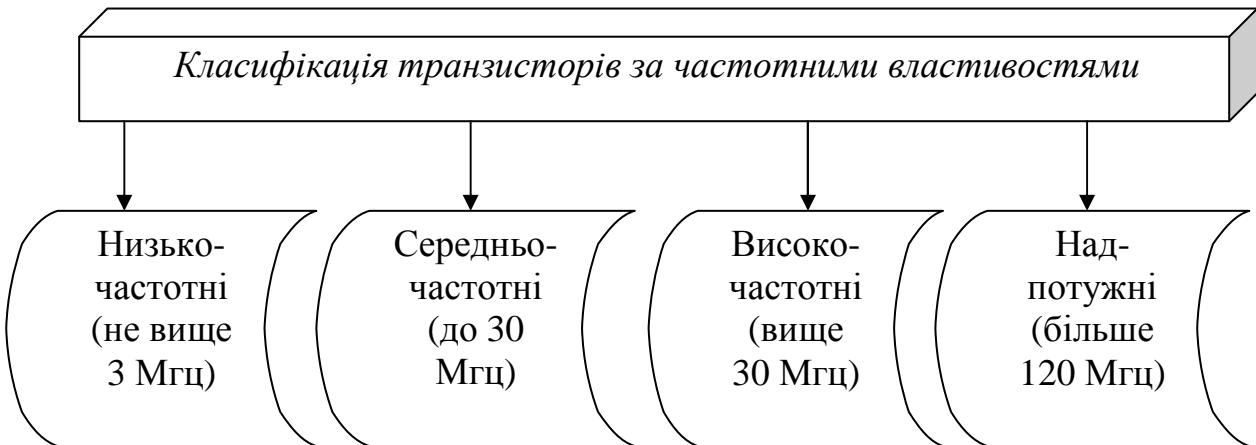 Класифікація транзисторів за частотними властивостями
Низько-
частотні
(не вище
3 Мгц)
Середньо-
частотні
(до 30
Мгц)
Високо-
частотні
(вище
30 Мгц)
Над-
потужні
(більше
120 Мгц)